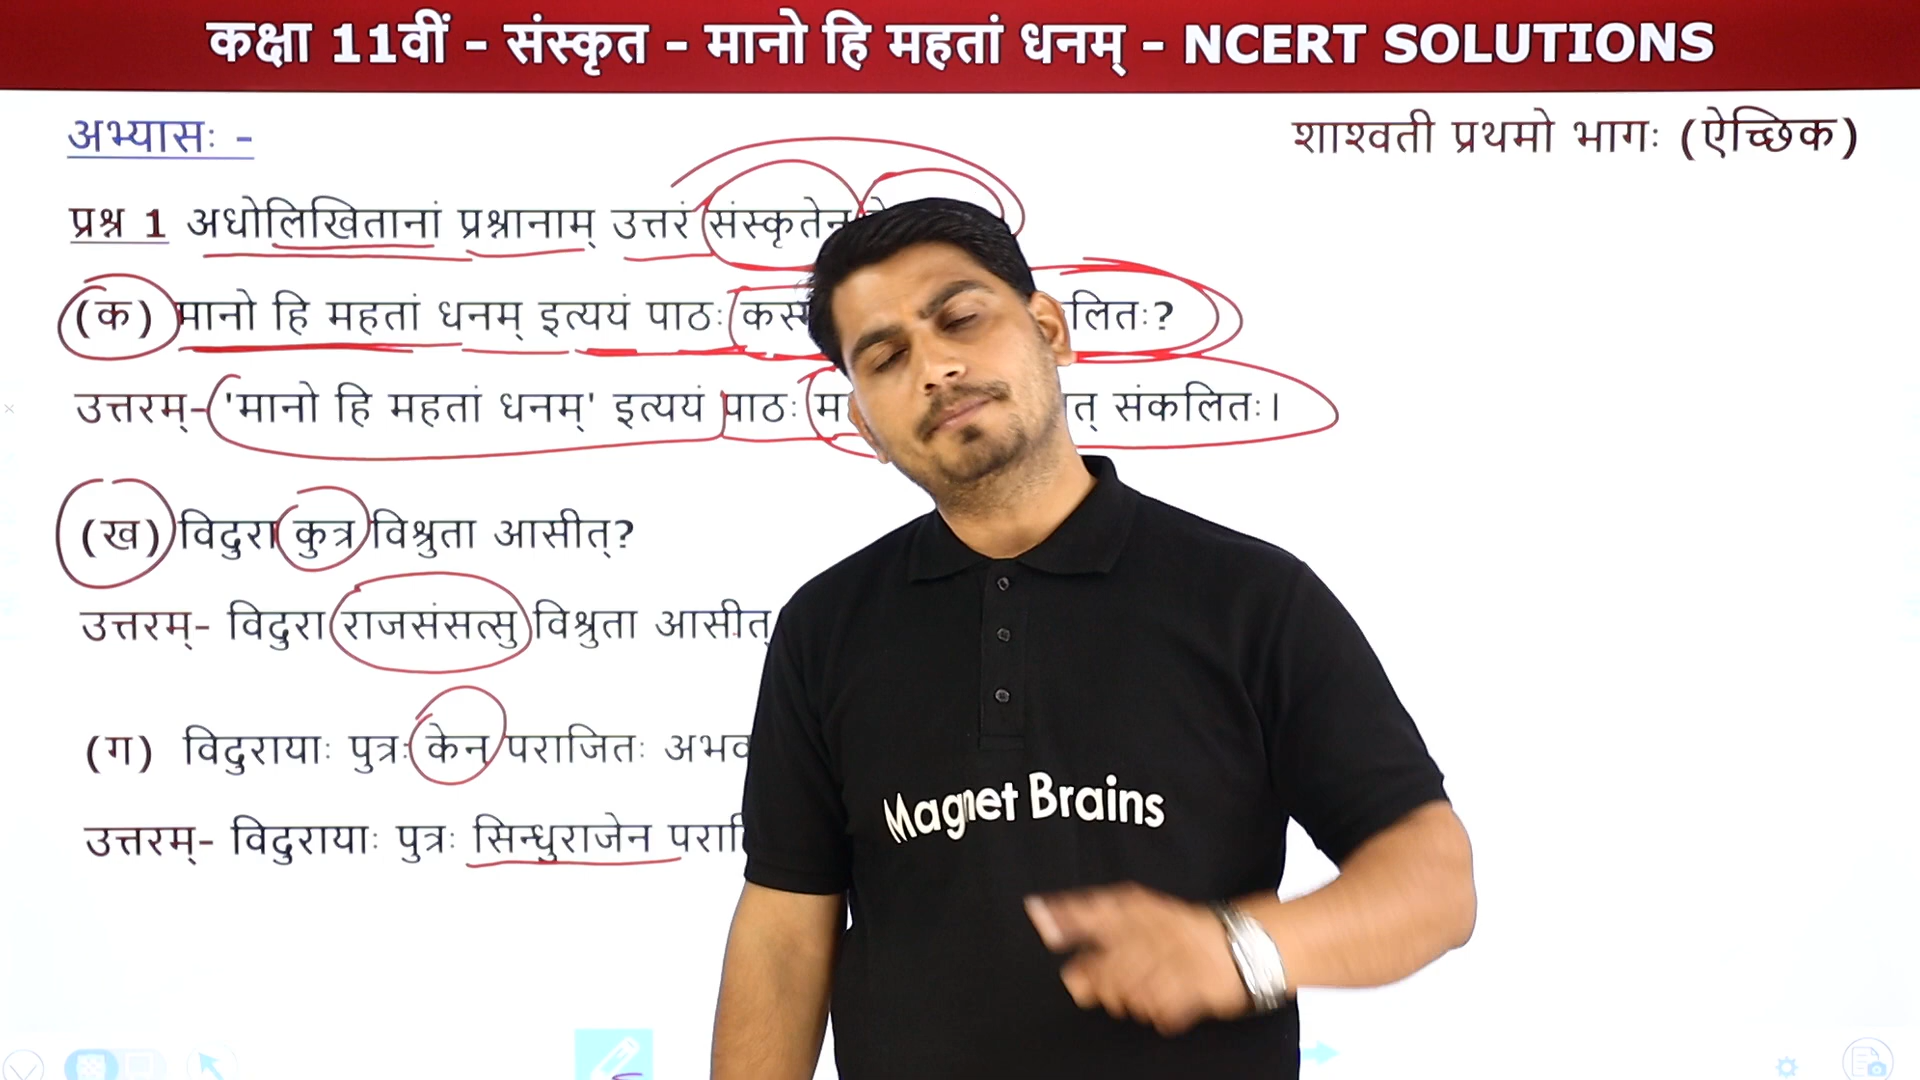 कक्षा 11वीं - संस्कृत - मानो हि महतां धनम् - NCERT SOLUTIONS
अभ्यासः -
शाश्वती प्रथमो भागः (ऐच्छिक)
प्रश्न 1 अधोलिखितानां प्रश्नानाम् उत्तरं संस्कृतेन
(क) मानो हि महतां धनम् इत्ययं पाठः
उत्तरम्- 'मानो हि महतां धनम्' इत्ययं पाठः संकलितः।
(ख) विदुरा कुत्र विश्रुता आसीत्?
उत्तरम्- विदुरा राजसंसत्सु विश्रुता आसीत्
(ग) विदुरायाः पुत्रः केन पराजितः
उत्तरम्- विदुरायाः पुत्रः सिन्धुराजेन
Magnet Brains